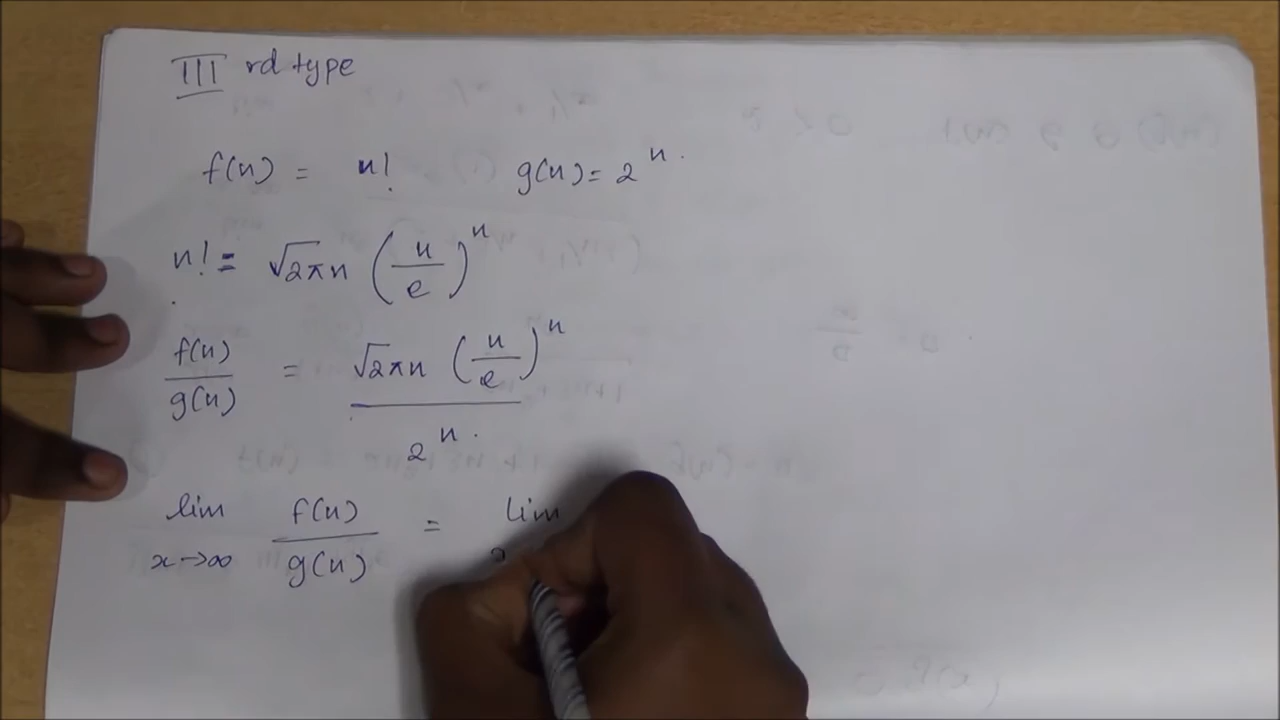 III rd type
f(n) = n! g(n) = 2^n.
n! = √2πn (n/e)^n
f(n)/g(n) = √2πn (n/e)^n / 2^n.
lim x→∞ f(n)/g(n) = lim